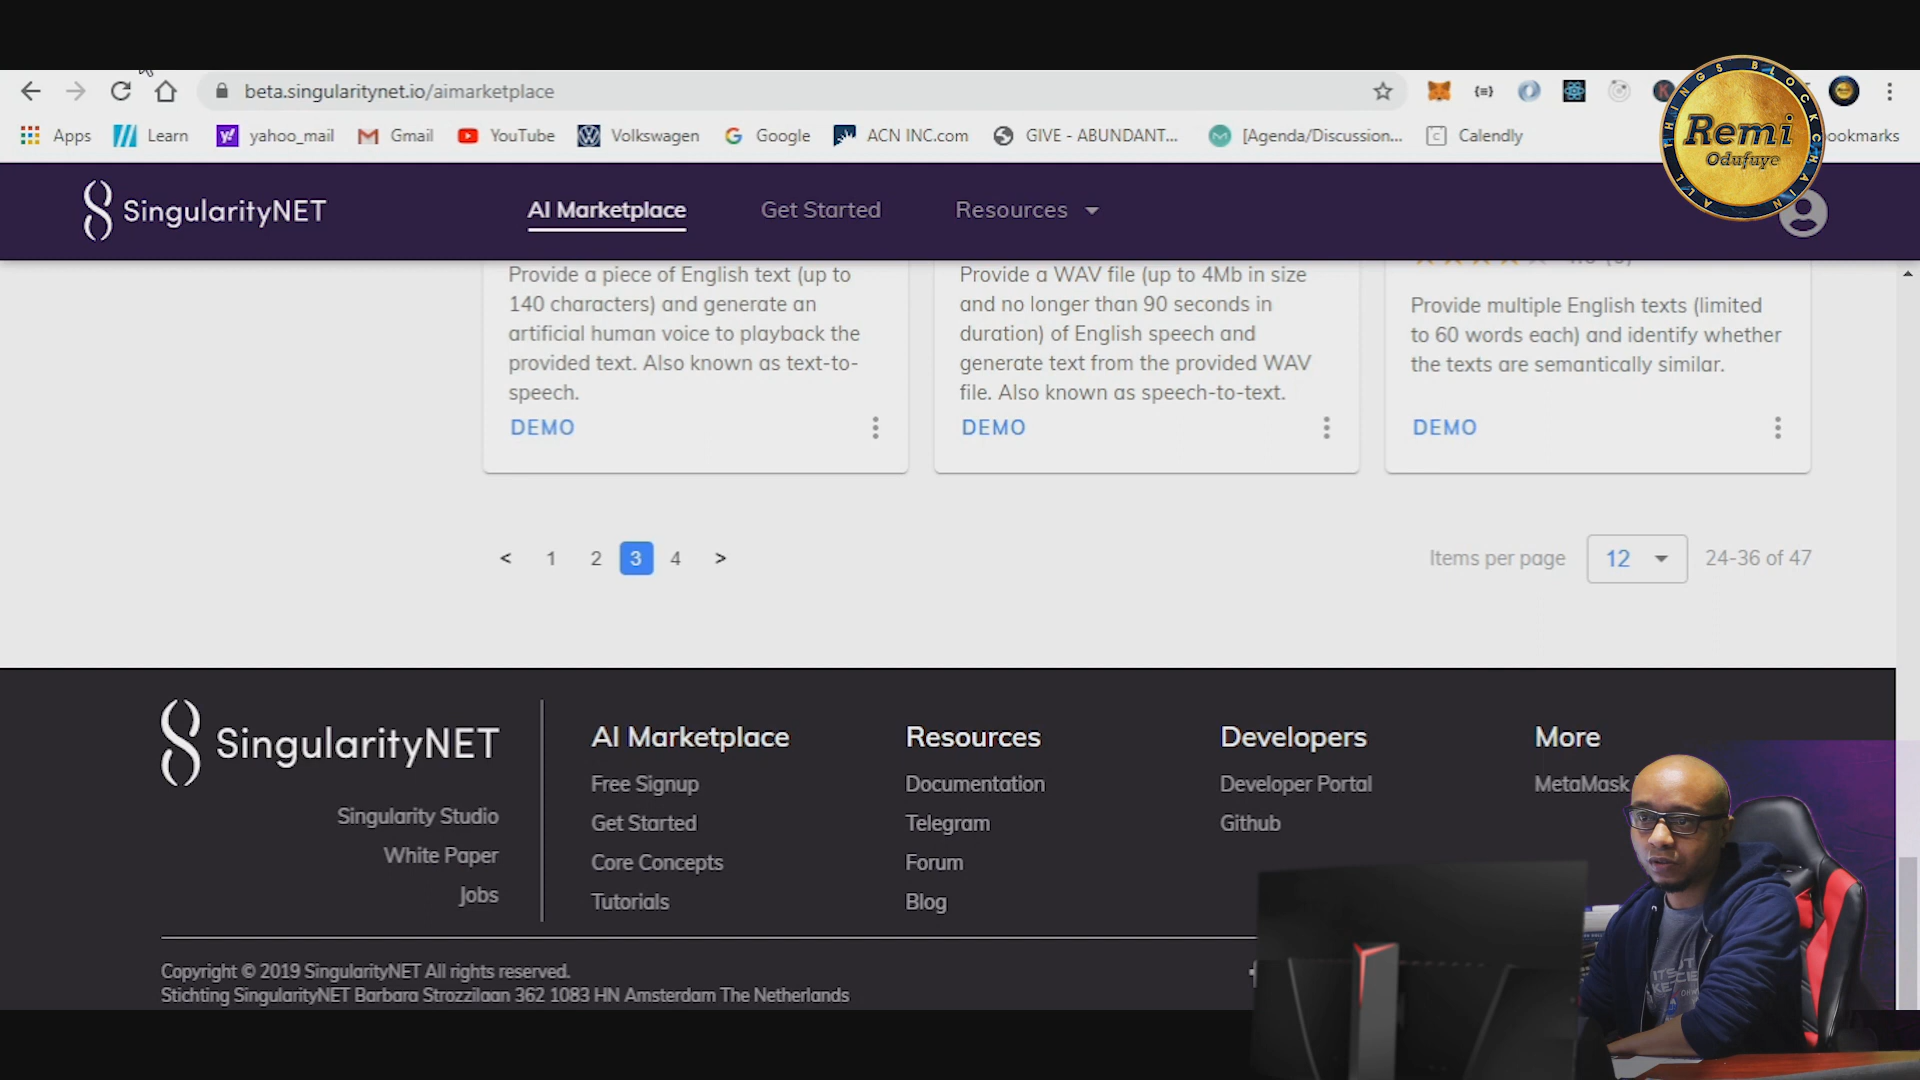 beta.singularitynet.io/aimarketplace
Apps Learn yahoo_mail Gmail YouTube Volkswagen Google ACN INC.com GIVE - ABUNDANT... [Agenda/Discussion... Calendly ookmarks
ALL THINGS BLOCKCHAIN
Remi
Odufuye
SingularityNET AI Marketplace Get Started Resources
Provide a piece of English text (up to
140 characters) and generate an
artificial human voice to playback the
provided text. Also known as text-to-
speech.
DEMO
Provide a WAV file (up to 4Mb in size
and no longer than 90 seconds in
duration) of English speech and
generate text from the provided WAV
file. Also known as speech-to-text.
DEMO
Provide multiple English texts (limited
to 60 words each) and identify whether
the texts are semantically similar.
DEMO
< 1 2 3 4 >
Items per page 12 24-36 of 47
SingularityNET
Singularity Studio
White Paper
Jobs
AI Marketplace
Free Signup
Get Started
Core Concepts
Tutorials
Resources
Documentation
Telegram
Forum
Blog
Developers
Developer Portal
Github
More
MetaMask
Copyright © 2019 SingularityNET All rights reserved.
Stichting SingularityNET Barbara Strozzilaan 362 1083 HN Amsterdam The Netherlands